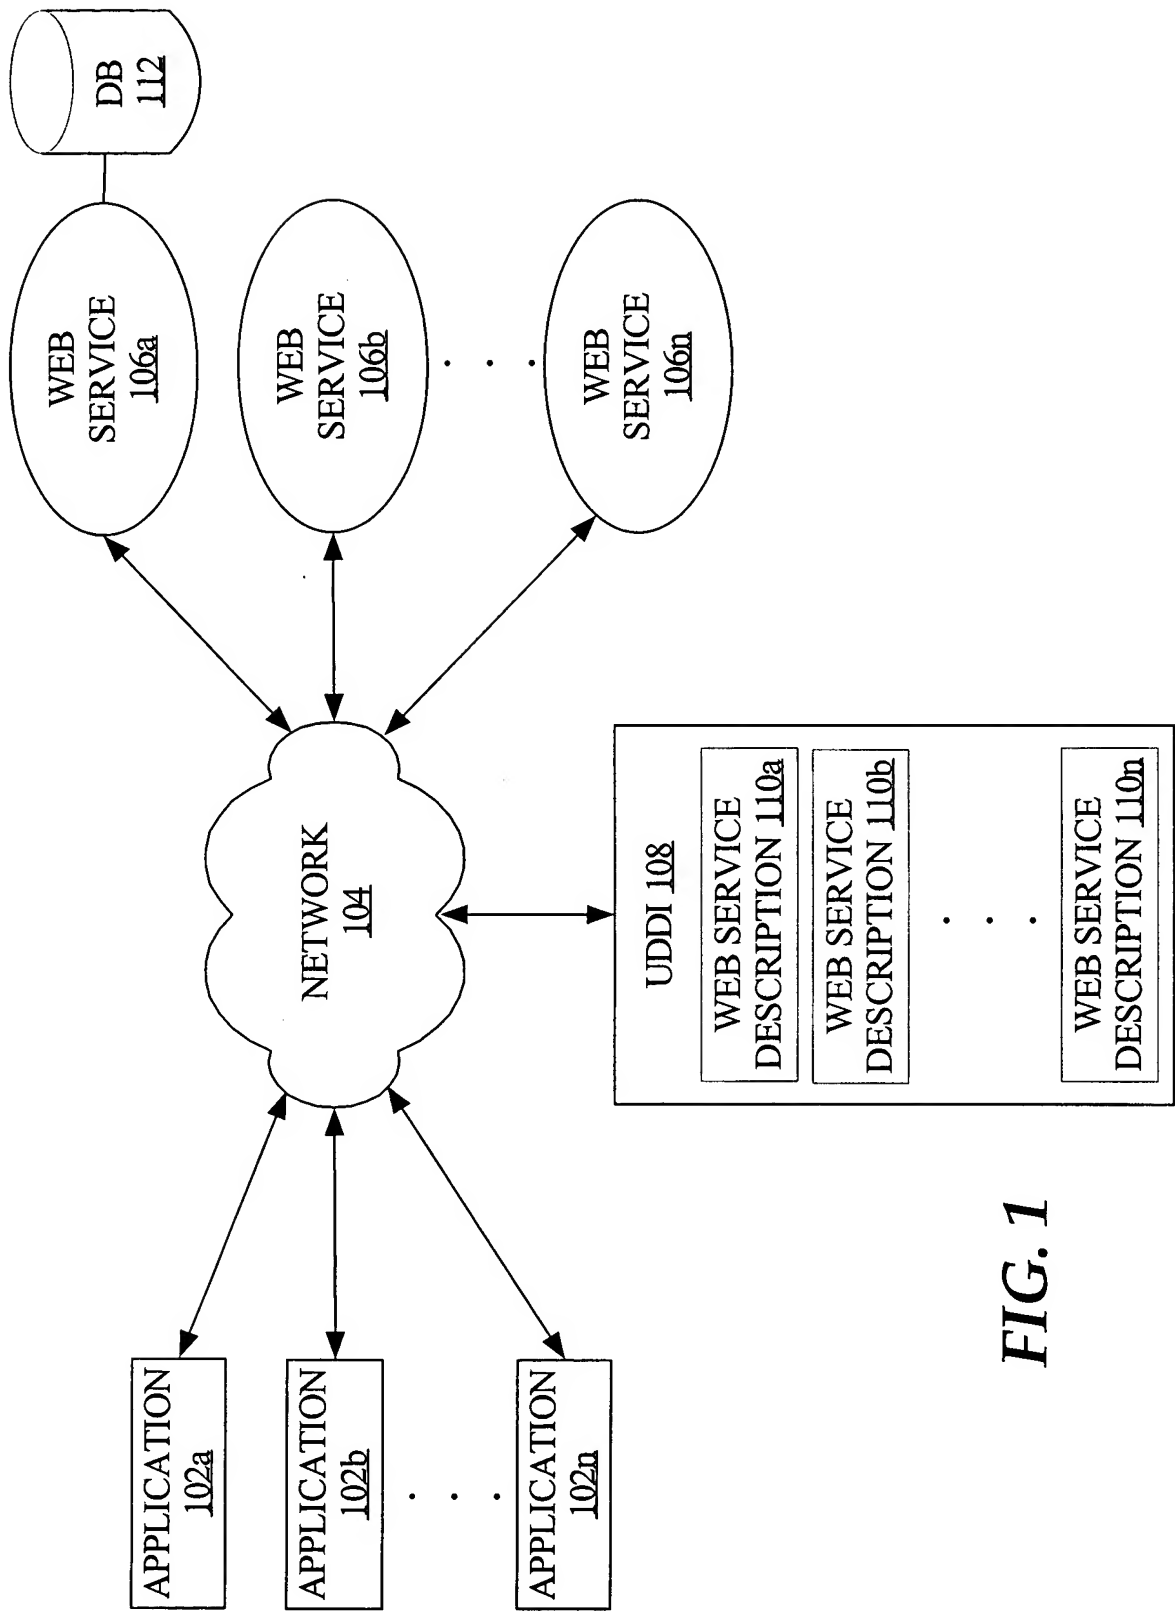 APPLICATION
102a
APPLICATION
102b
. . .
APPLICATION
102n
NETWORK
104
WEB
SERVICE
106a
WEB
SERVICE
106b
. . .
WEB
SERVICE
106n
DB
112
UDDI 108
WEB SERVICE
DESCRIPTION 110a
WEB SERVICE
DESCRIPTION 110b
. . .
WEB SERVICE
DESCRIPTION 110n
FIG. 1